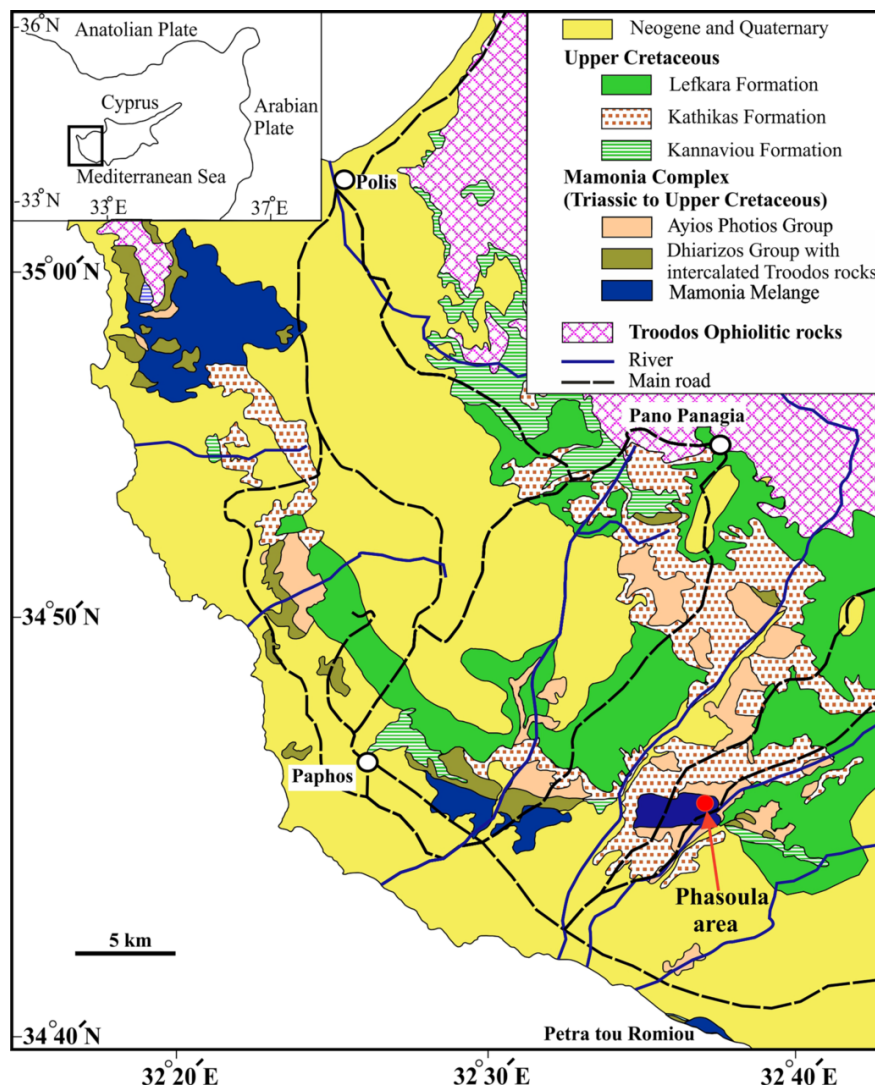 36°N
Anatolian Plate
Cyprus
Arabian
Plate
Mediterranean Sea
33°N
33°E
37°E
Neogene and Quaternary
Upper Cretaceous
Lefkara Formation
Kathikas Formation
Kannaviou Formation
Mamonia Complex
(Triassic to Upper Cretaceous)
Ayios Photios Group
Dhiarizos Group with
intercalated Troodos rocks
Mamonia Melange
Troodos Ophiolitic rocks
River
Main road
Polis
35°00´N
Pano Panagia
34°50´N
Paphos
Phasoula
area
5 km
34°40´N
Petra tou Romiou
32°20´E
32°30´E
32°40´E